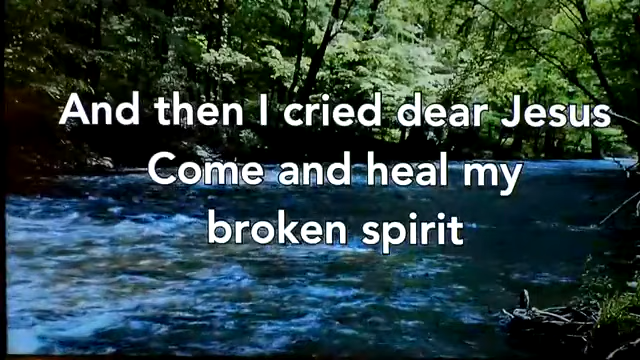 And then I cried dear Jesus
Come and heal my
broken spirit